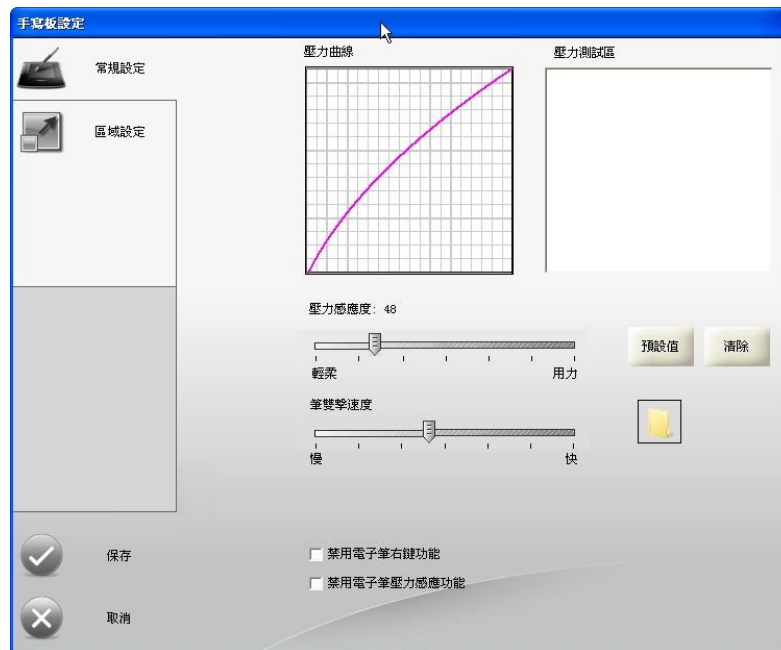 手寫板設定
常規設定
區域設定
壓力曲線
壓力測試區
壓力感應度: 48
輕柔
用力
預設值
清除
筆雙擊速度
慢
快
保存
禁用電子筆右鍵功能
禁用電子筆壓力感應功能
取消